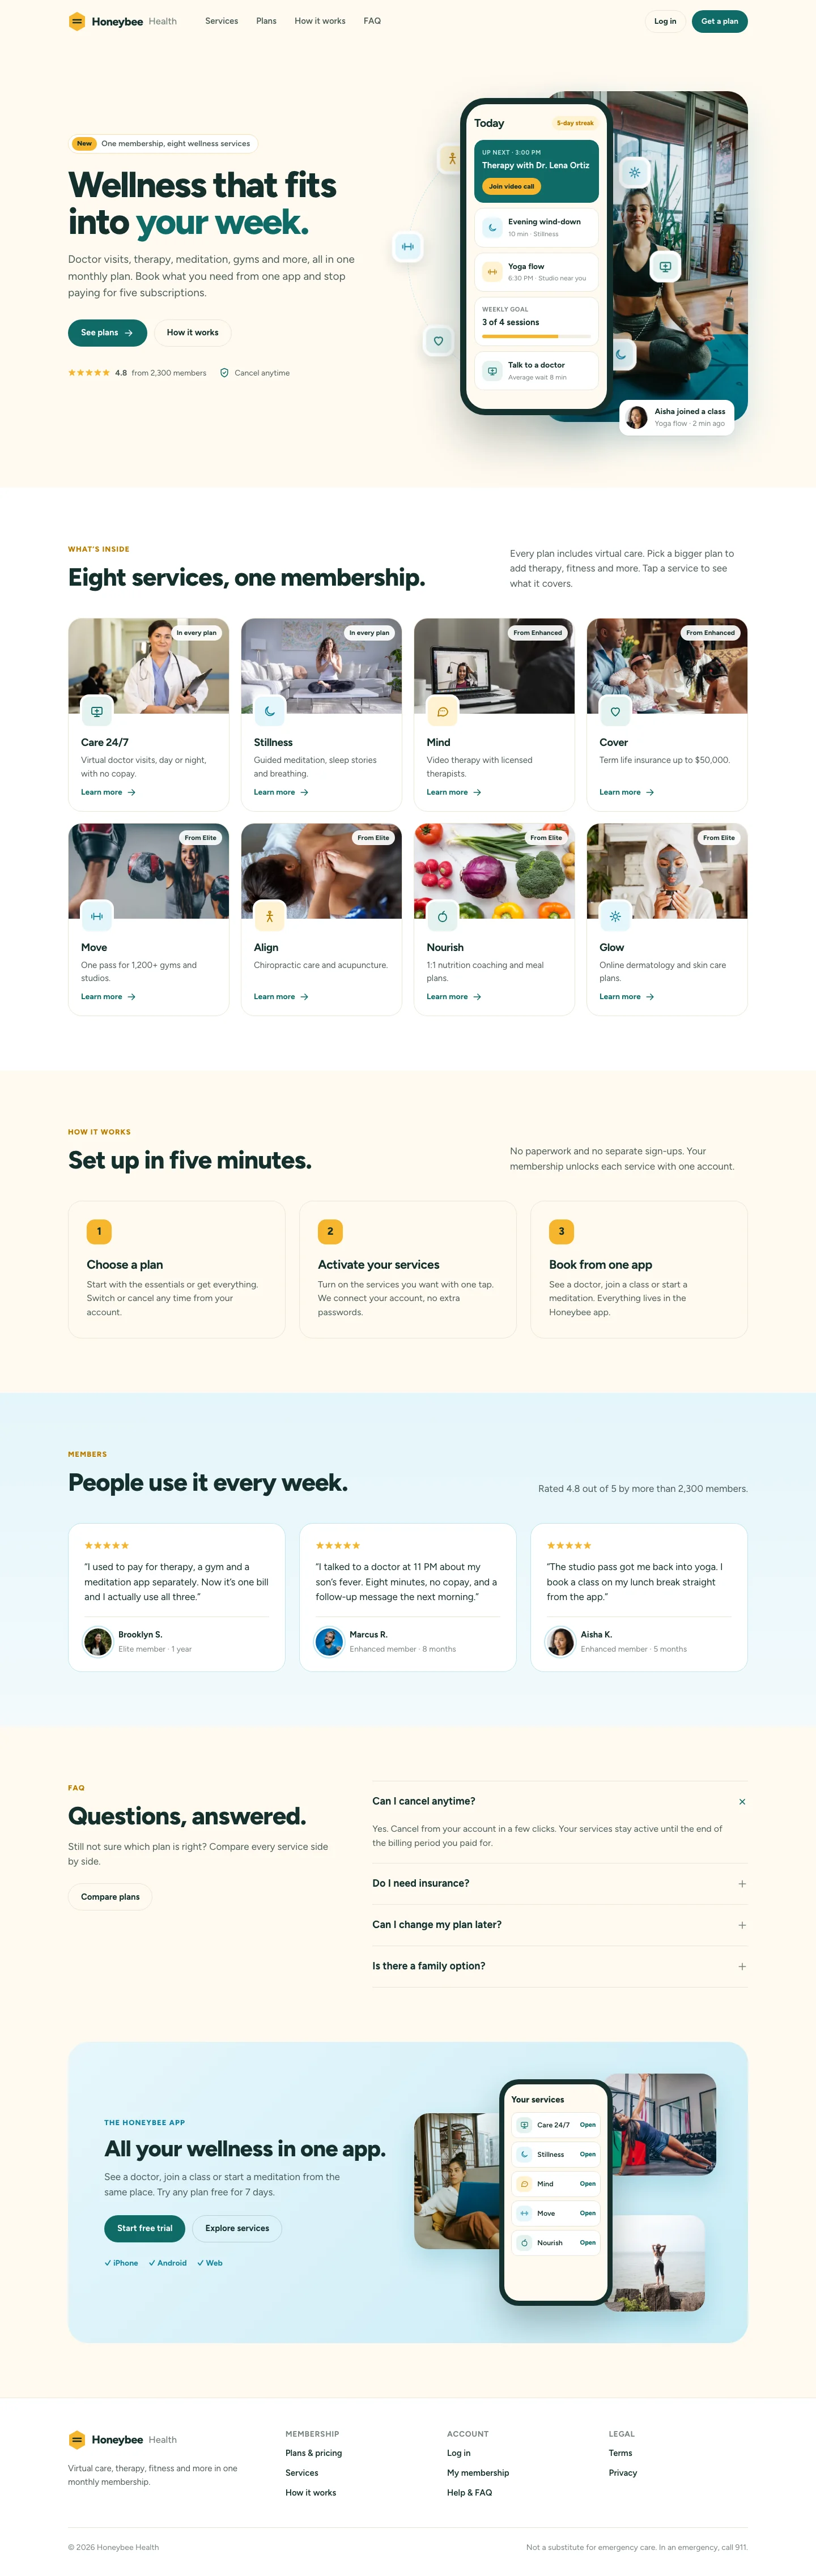 Honeybee Health
Services
Plans
How it works
FAQ
Log in
Get a plan
New One membership, eight wellness services
Wellness that fits
into your week.
Doctor visits, therapy, meditation, gyms and more, all in one
monthly plan. Book what you need from one app and stop
paying for five subscriptions.
See plans
How it works
4.8 from 2,300 members
Cancel anytime
Today
5-day streak
UP NEXT · 3:00 PM
Therapy with Dr. Lena Ortiz
Join video call
Evening wind-down
10 min · Stillness
Yoga flow
6:30 PM · Studio near you
WEEKLY GOAL
3 of 4 sessions
Talk to a doctor
Average wait 8 min
Aisha joined a class
Yoga flow · 2 min ago
WHAT'S INSIDE
Eight services, one membership.
Every plan includes virtual care. Pick a bigger plan to
add therapy, fitness and more. Tap a service to see
what it covers.
In every plan
Care 24/7
Virtual doctor visits, day or night,
with no copay.
Learn more
In every plan
Stillness
Guided meditation, sleep stories
and breathing.
Learn more
From Enhanced
Mind
Video therapy with licensed
therapists.
Learn more
From Enhanced
Cover
Term life insurance up to $50,000.
Learn more
From Elite
Move
One pass for 1,200+ gyms and
studios.
Learn more
From Elite
Align
Chiropractic care and acupuncture.
Learn more
From Elite
Nourish
1:1 nutrition coaching and meal
plans.
Learn more
From Elite
Glow
Online dermatology and skin care
plans.
Learn more
HOW IT WORKS
Set up in five minutes.
No paperwork and no separate sign-ups. Your
membership unlocks each service with one account.
1
Choose a plan
Start with the essentials or get everything.
Switch or cancel any time from your
account.
2
Activate your services
Turn on the services you want with one tap.
We connect your account, no extra
passwords.
3
Book from one app
See a doctor, join a class or start a
meditation. Everything lives in the
Honeybee app.
MEMBERS
People use it every week.
Rated 4.8 out of 5 by more than 2,300 members.
“I used to pay for therapy, a gym and a
meditation app separately. Now it’s one bill
and I actually use all three.”
Brooklyn S.
Elite member · 1 year
“I talked to a doctor at 11 PM about my
son’s fever. Eight minutes, no copay, and a
follow-up message the next morning.”
Marcus R.
Enhanced member · 8 months
“The studio pass got me back into yoga. I
book a class on my lunch break straight
from the app.”
Aisha K.
Enhanced member · 5 months
FAQ
Questions, answered.
Still not sure which plan is right? Compare every service side
by side.
Compare plans
Can I cancel anytime?
Yes. Cancel from your account in a few clicks. Your services stay active until the end of
the billing period you paid for.
Do I need insurance?
Can I change my plan later?
Is there a family option?
THE HONEYBEE APP
All your wellness in one app.
See a doctor, join a class or start a meditation from the
same place. Try any plan free for 7 days.
Start free trial
Explore services
iPhone
Android
Web
Your services
Care 24/7 Open
Stillness Open
Mind Open
Move Open
Nourish Open
Honeybee Health
Virtual care, therapy, fitness and more in one
monthly membership.
MEMBERSHIP
Plans & pricing
Services
How it works
ACCOUNT
Log in
My membership
Help & FAQ
LEGAL
Terms
Privacy
© 2026 Honeybee Health
Not a substitute for emergency care. In an emergency, call 911.